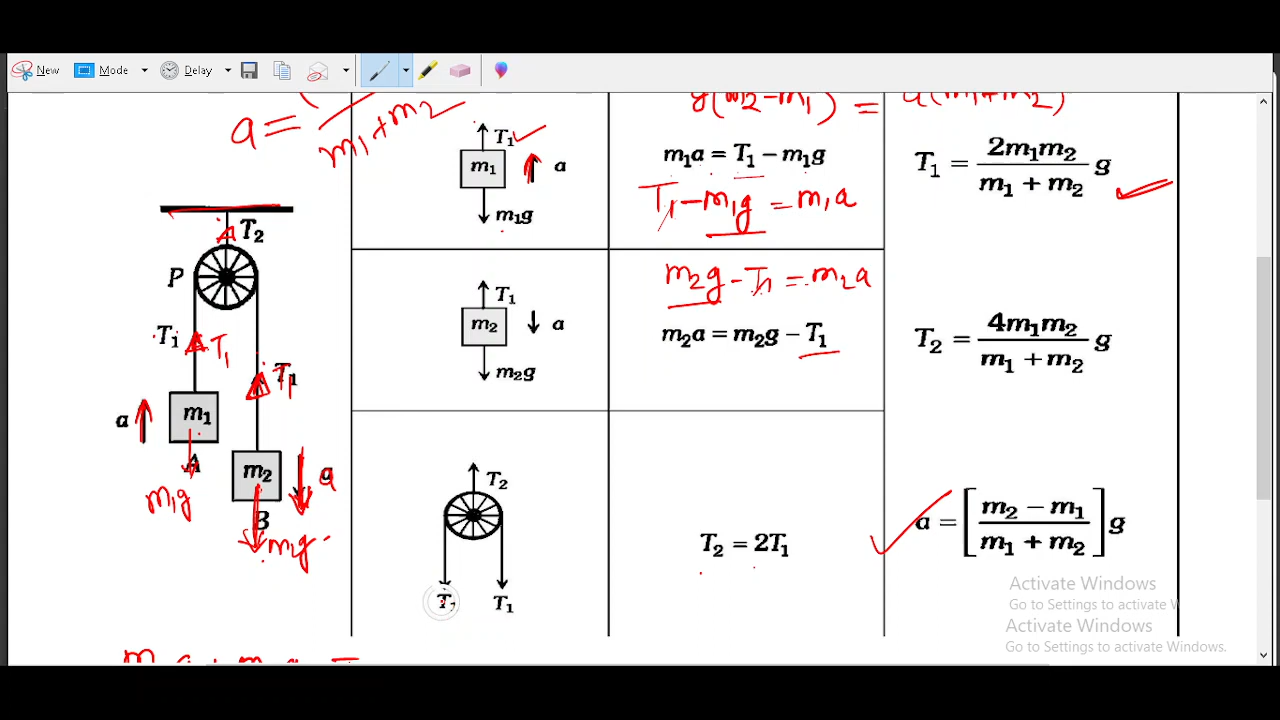 New Mode Delay
a = m₁+m₂
g(m₂-m₁) = a(m₁+m₂)
T₁
m₁ a
m₁g
m₁a = T₁ – m₁g
T₁-m₁g = m₁a
T₁ = 2m₁m₂ / m₁ + m₂ g
T₂
P
T₁ T₁
T₁ T₁
a m₁
A
m₁g
m₂ a a
B
m₂g
T₁
m₂ a
m₂g
m₂g - T₁ = m₂a
m₂a = m₂g – T₁
T₂ = 4m₁m₂ / m₁ + m₂ g
T₂
T₁ T₁
T₂ = 2T₁
a = [m₂ – m₁ / m₁ + m₂] g
Activate Windows
Go to Settings to activate W
Activate Windows
Go to Settings to activate Windows.